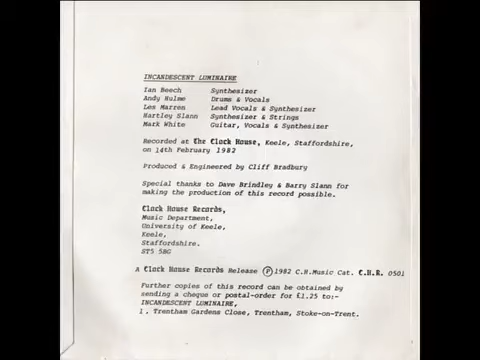 INCANDESCENT LUMINAIRE
Ian Beech Synthesizer
Andy Hulme Drums & Vocals
Les Marren Lead Vocals & Synthesizer
Hartley Slann Synthesizer & Strings
Mark White Guitar, Vocals & Synthesizer
Recorded at The Clock House, Keele, Staffordshire,
on 14th February 1982
Produced & Engineered by Cliff Bradbury
Special thanks to Dave Brindley & Barry Slann for
making the production of this record possible.
Clock House Records,
Music Department,
University of Keele,
Keele,
Staffordshire.
ST5 5BG
A Clock House Records Release Ⓟ1982 C.H.Music Cat. C.H.R. 0501
Further copies of this record can be obtained by
sending a cheque or postal-order for £1.25 to:-
INCANDESCENT LUMINAIRE,
1. Trentham Gardens Close, Trentham, Stoke-on-Trent.